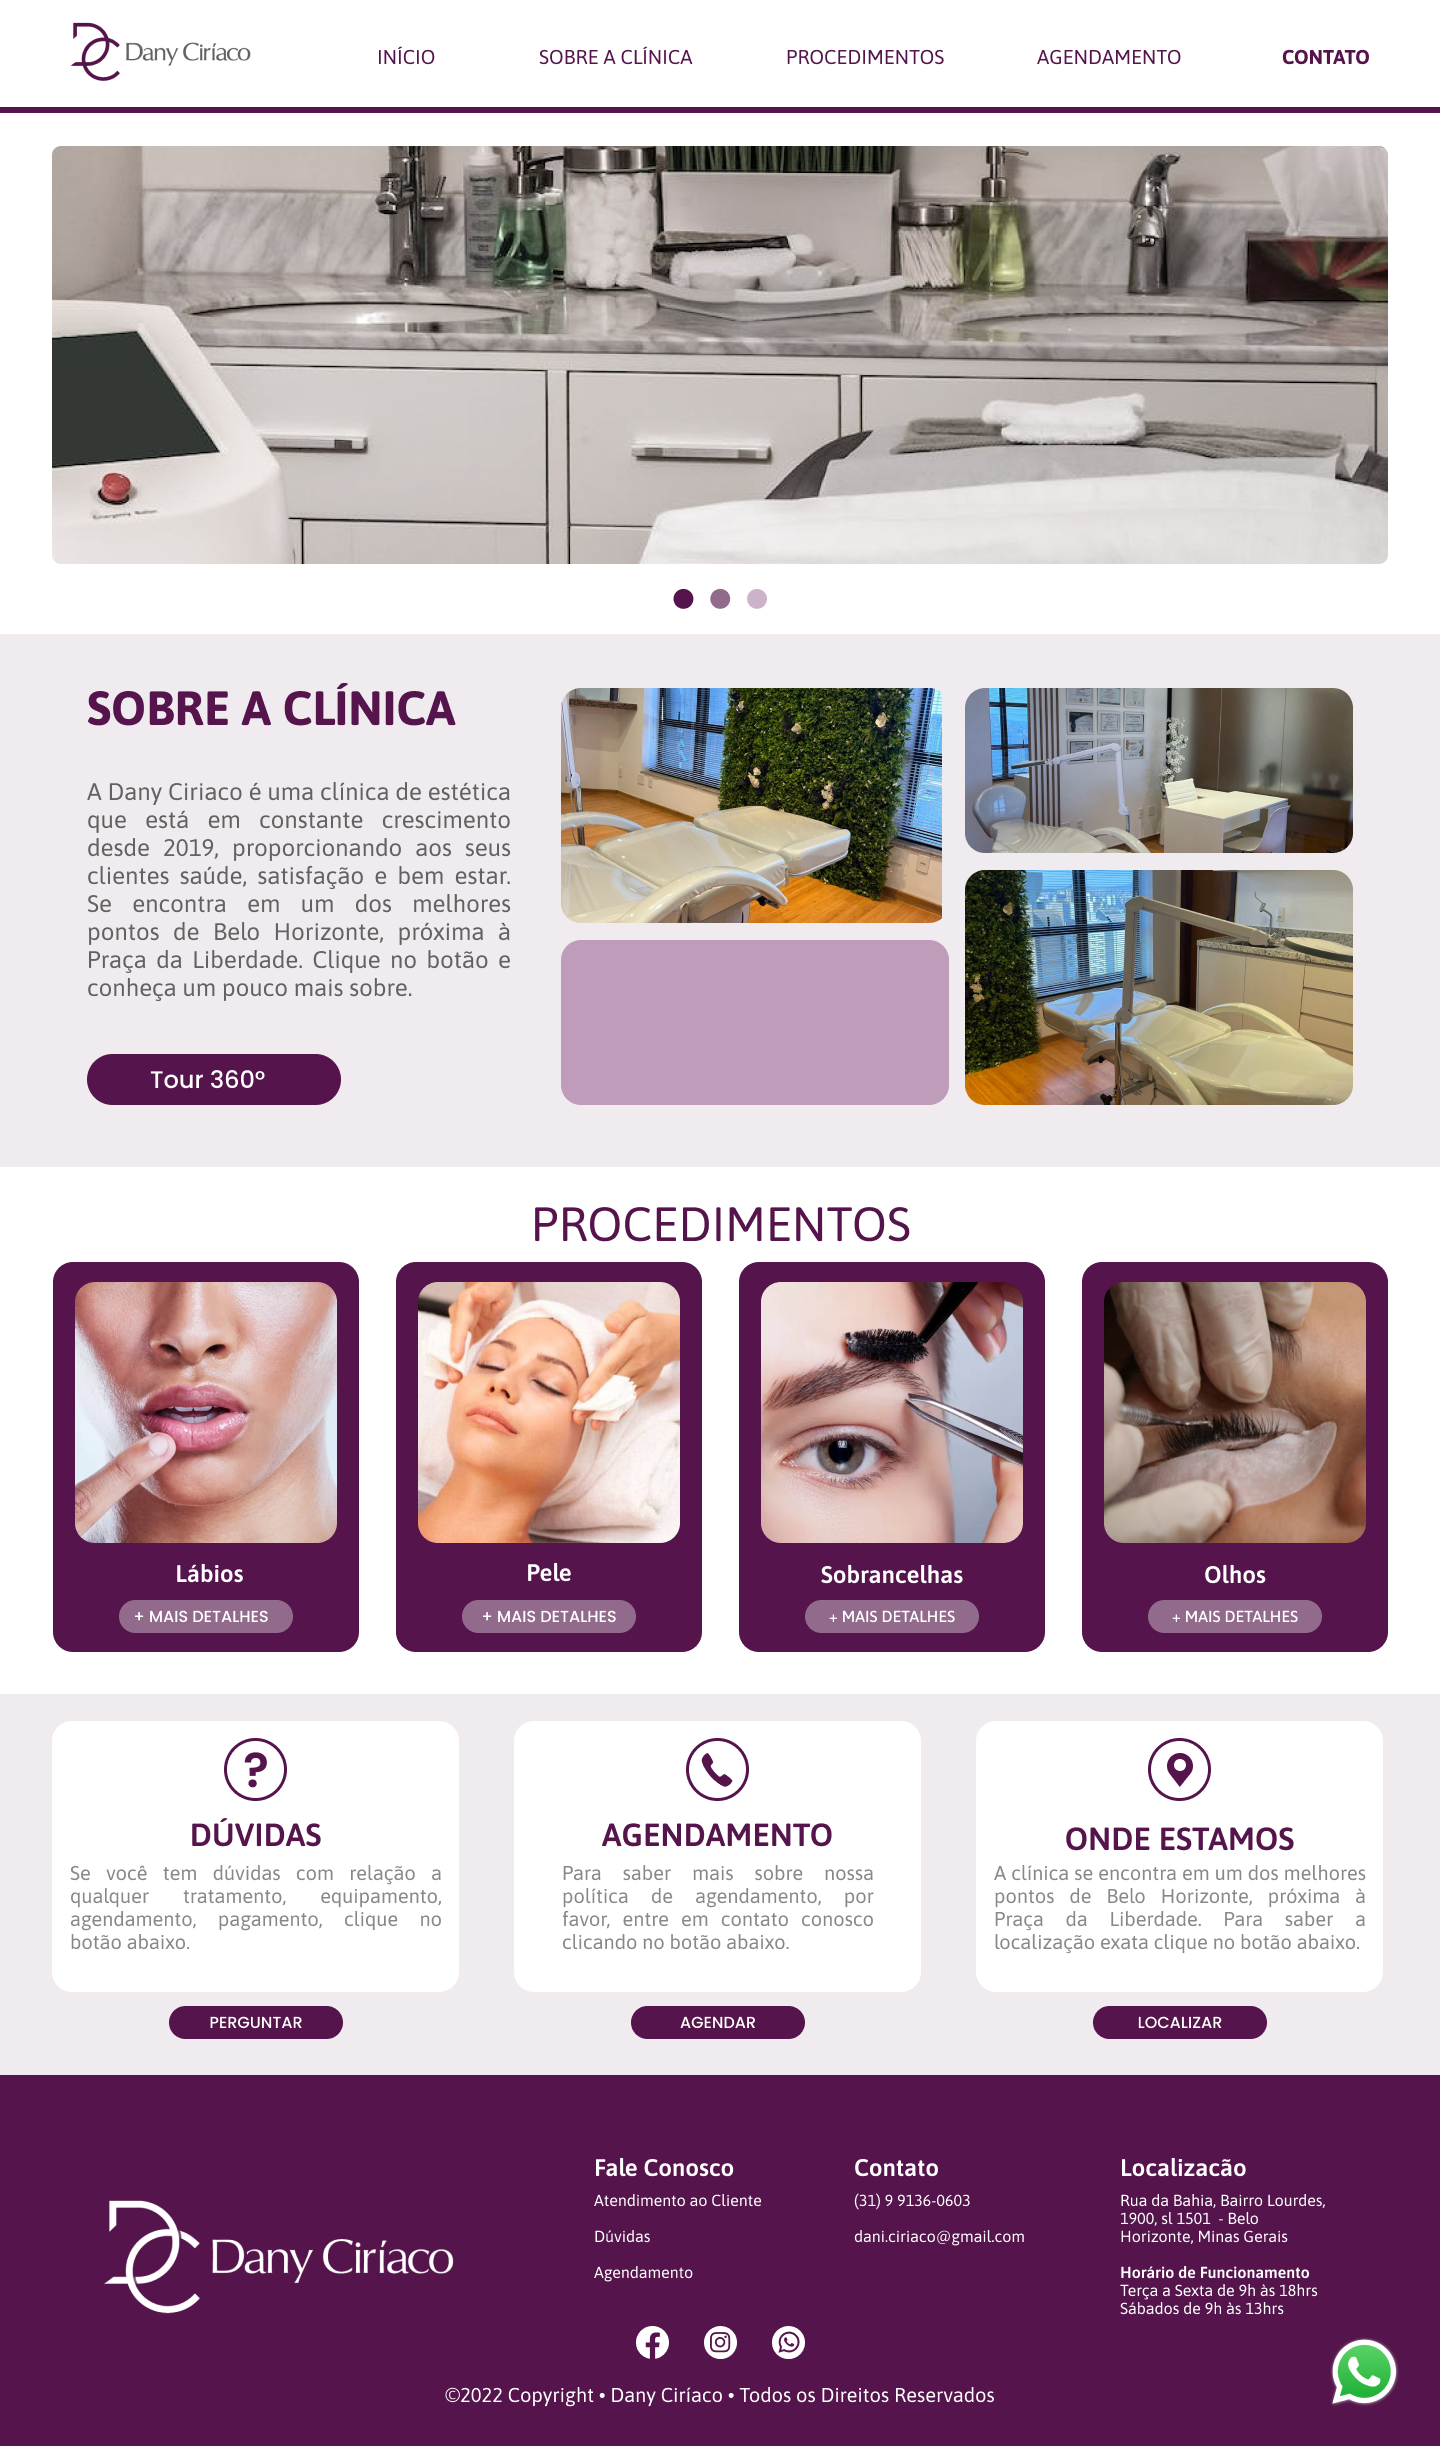 Dany Ciríaco
INÍCIO
SOBRE A CLÍNICA
PROCEDIMENTOS
AGENDAMENTO
CONTATO
SOBRE A CLÍNICA
A Dany Ciriaco é uma clínica de estética
que está em constante crescimento
desde 2019, proporcionando aos seus
clientes saúde, satisfação e bem estar.
Se encontra em um dos melhores
pontos de Belo Horizonte, próxima à
Praça da Liberdade. Clique no botão e
conheça um pouco mais sobre.
Tour 360º
PROCEDIMENTOS
Lábios
+ MAIS DETALHES
Pele
+ MAIS DETALHES
Sobrancelhas
+ MAIS DETALHES
Olhos
+ MAIS DETALHES
DÚVIDAS
Se você tem dúvidas com relação a
qualquer tratamento, equipamento,
agendamento, pagamento, clique no
botão abaixo.
PERGUNTAR
AGENDAMENTO
Para saber mais sobre nossa
política de agendamento, por
favor, entre em contato conosco
clicando no botão abaixo.
AGENDAR
ONDE ESTAMOS
A clínica se encontra em um dos melhores
pontos de Belo Horizonte, próxima à
Praça da Liberdade. Para saber a
localização exata clique no botão abaixo.
LOCALIZAR
Dany Ciríaco
Fale Conosco
Atendimento ao Cliente
Dúvidas
Agendamento
Contato
(31) 9 9136-0603
dani.ciriaco@gmail.com
Localizacão
Rua da Bahia, Bairro Lourdes,
1900, sl 1501 - Belo
Horizonte, Minas Gerais
Horário de Funcionamento
Terça a Sexta de 9h às 18hrs
Sábados de 9h às 13hrs
©2022 Copyright • Dany Ciríaco • Todos os Direitos Reservados